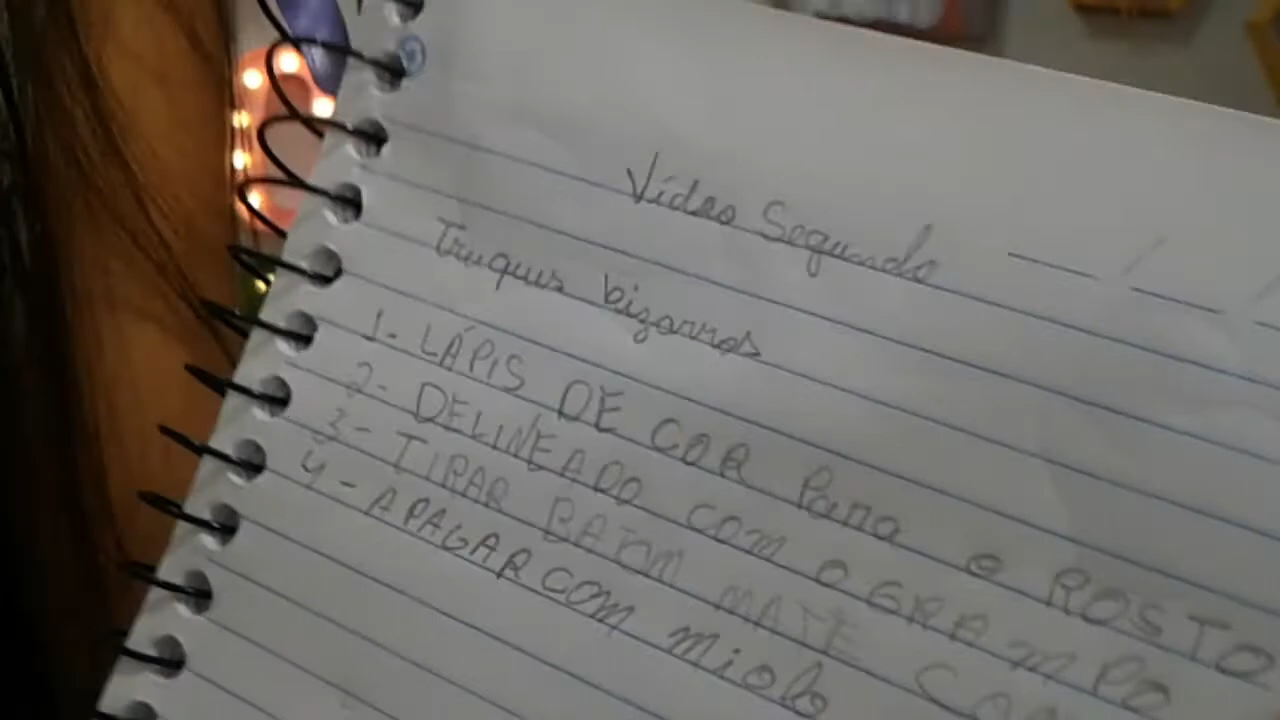 Vídeo Segundo
Truques bizarros
1- LÁPIS DE COR Para o ROSTO
2- DELINEADO COM O GRAMPO
3- TIRAR BATOM MATE
4- APAGAR COM Miolo